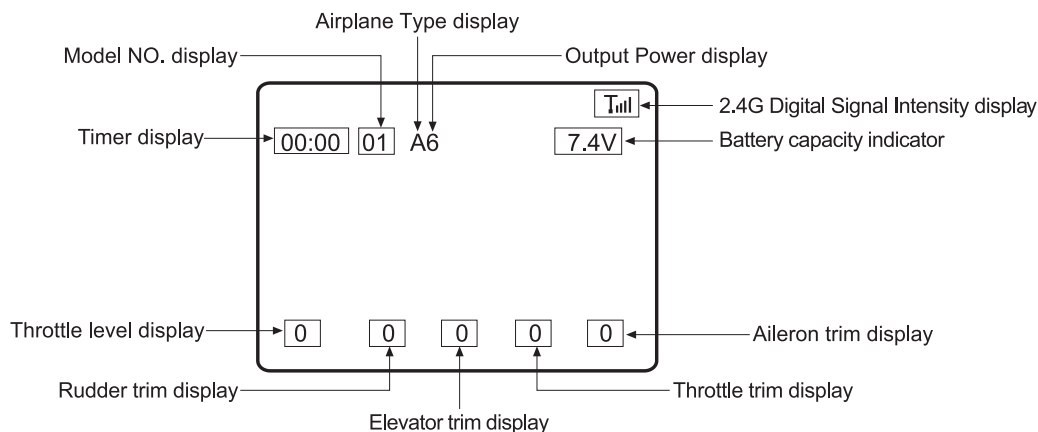 Airplane Type display
Model NO. display
Output Power display
2.4G Digital Signal Intensity display
Timer display
00:00 01 A6 7.4V
Battery capacity indicator
Throttle level display
0 0 0 0 0
Aileron trim display
Rudder trim display
Throttle trim display
Elevator trim display